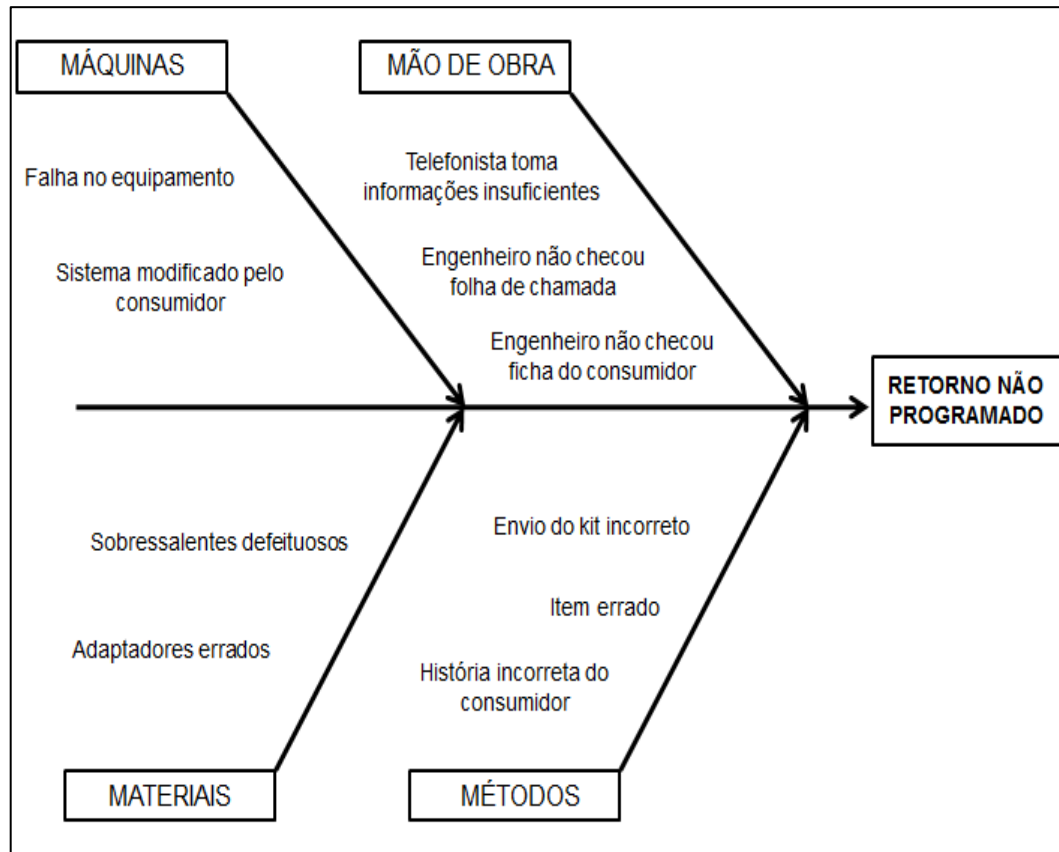 MÁQUINAS
MÃO DE OBRA
Falha no equipamento
Sistema modificado pelo
consumidor
Telefonista toma
informações insuficientes
Engenheiro não checou
folha de chamada
Engenheiro não checou
ficha do consumidor
RETORNO NÃO
PROGRAMADO
Sobressalentes defeituosos
Adaptadores errados
Envio do kit incorreto
Item errado
História incorreta do
consumidor
MATERIAIS
MÉTODOS